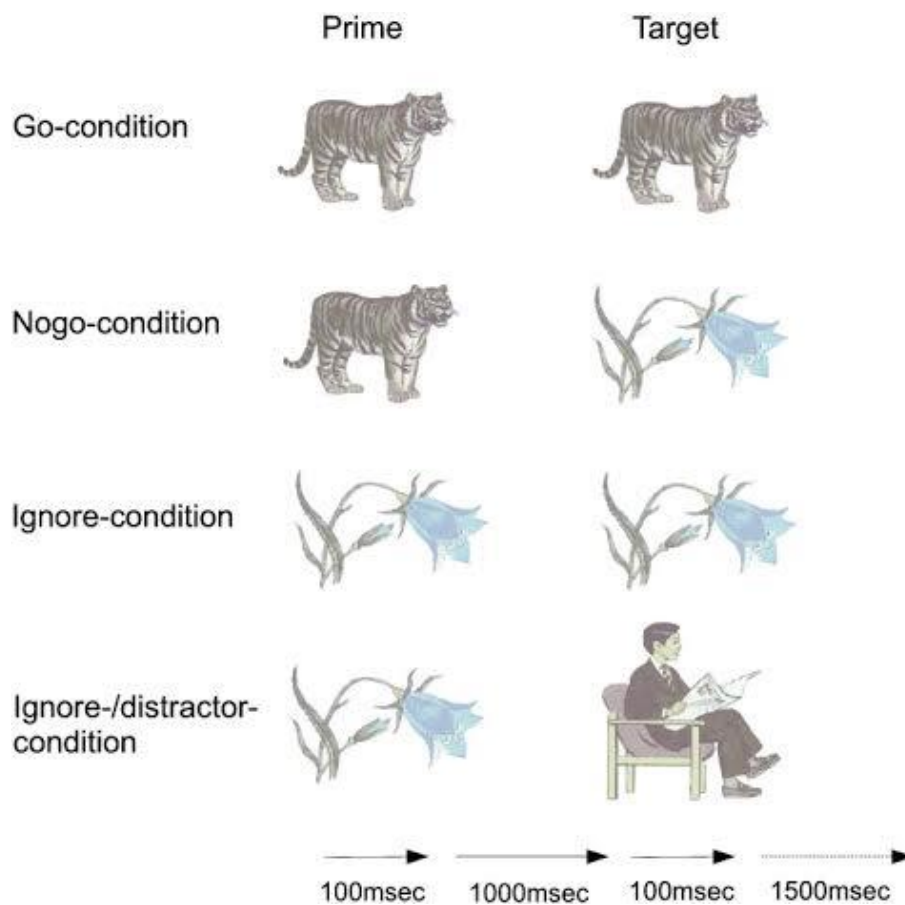 Prime Target
Go-condition
Nogo-condition
Ignore-condition
Ignore-/distractor-
condition
100msec 1000msec 100msec 1500msec